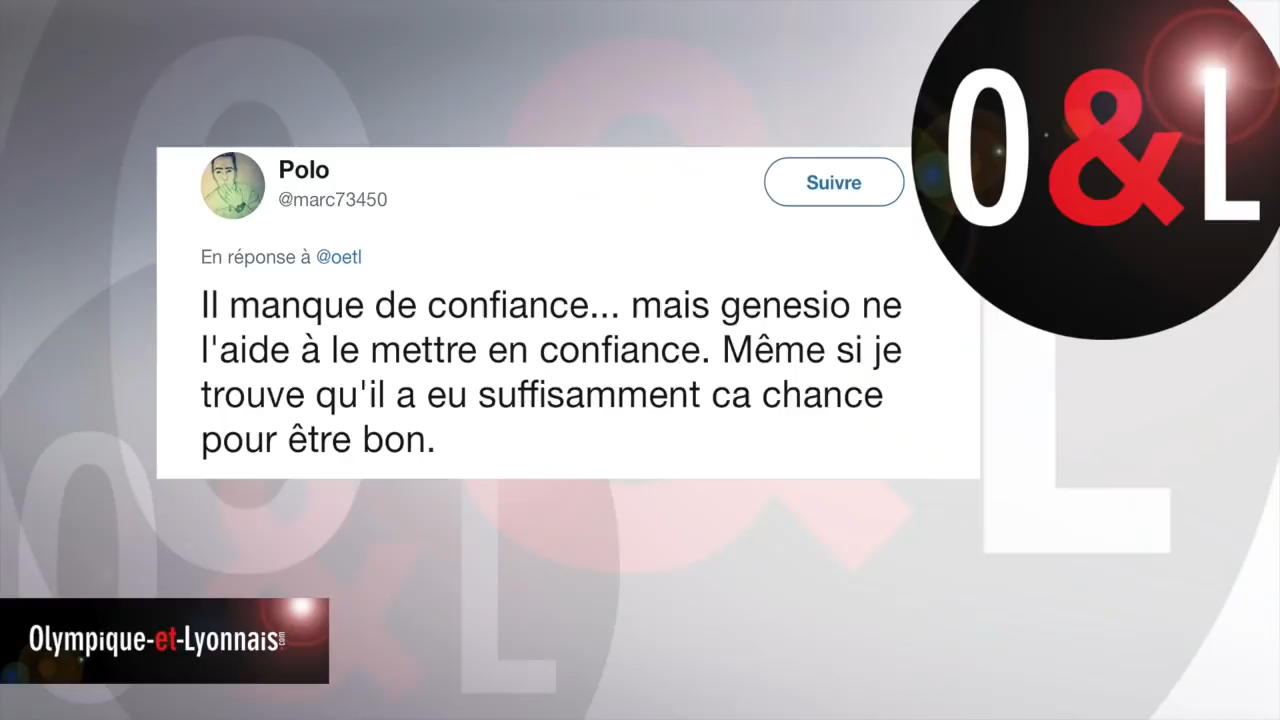 O&L
Polo
@marc73450
Suivre
En réponse à @oetl
Il manque de confiance... mais genesio ne
l'aide à le mettre en confiance. Même si je
trouve qu'il a eu suffisamment ca chance
pour être bon.
Olympique-et-Lyonnais.com